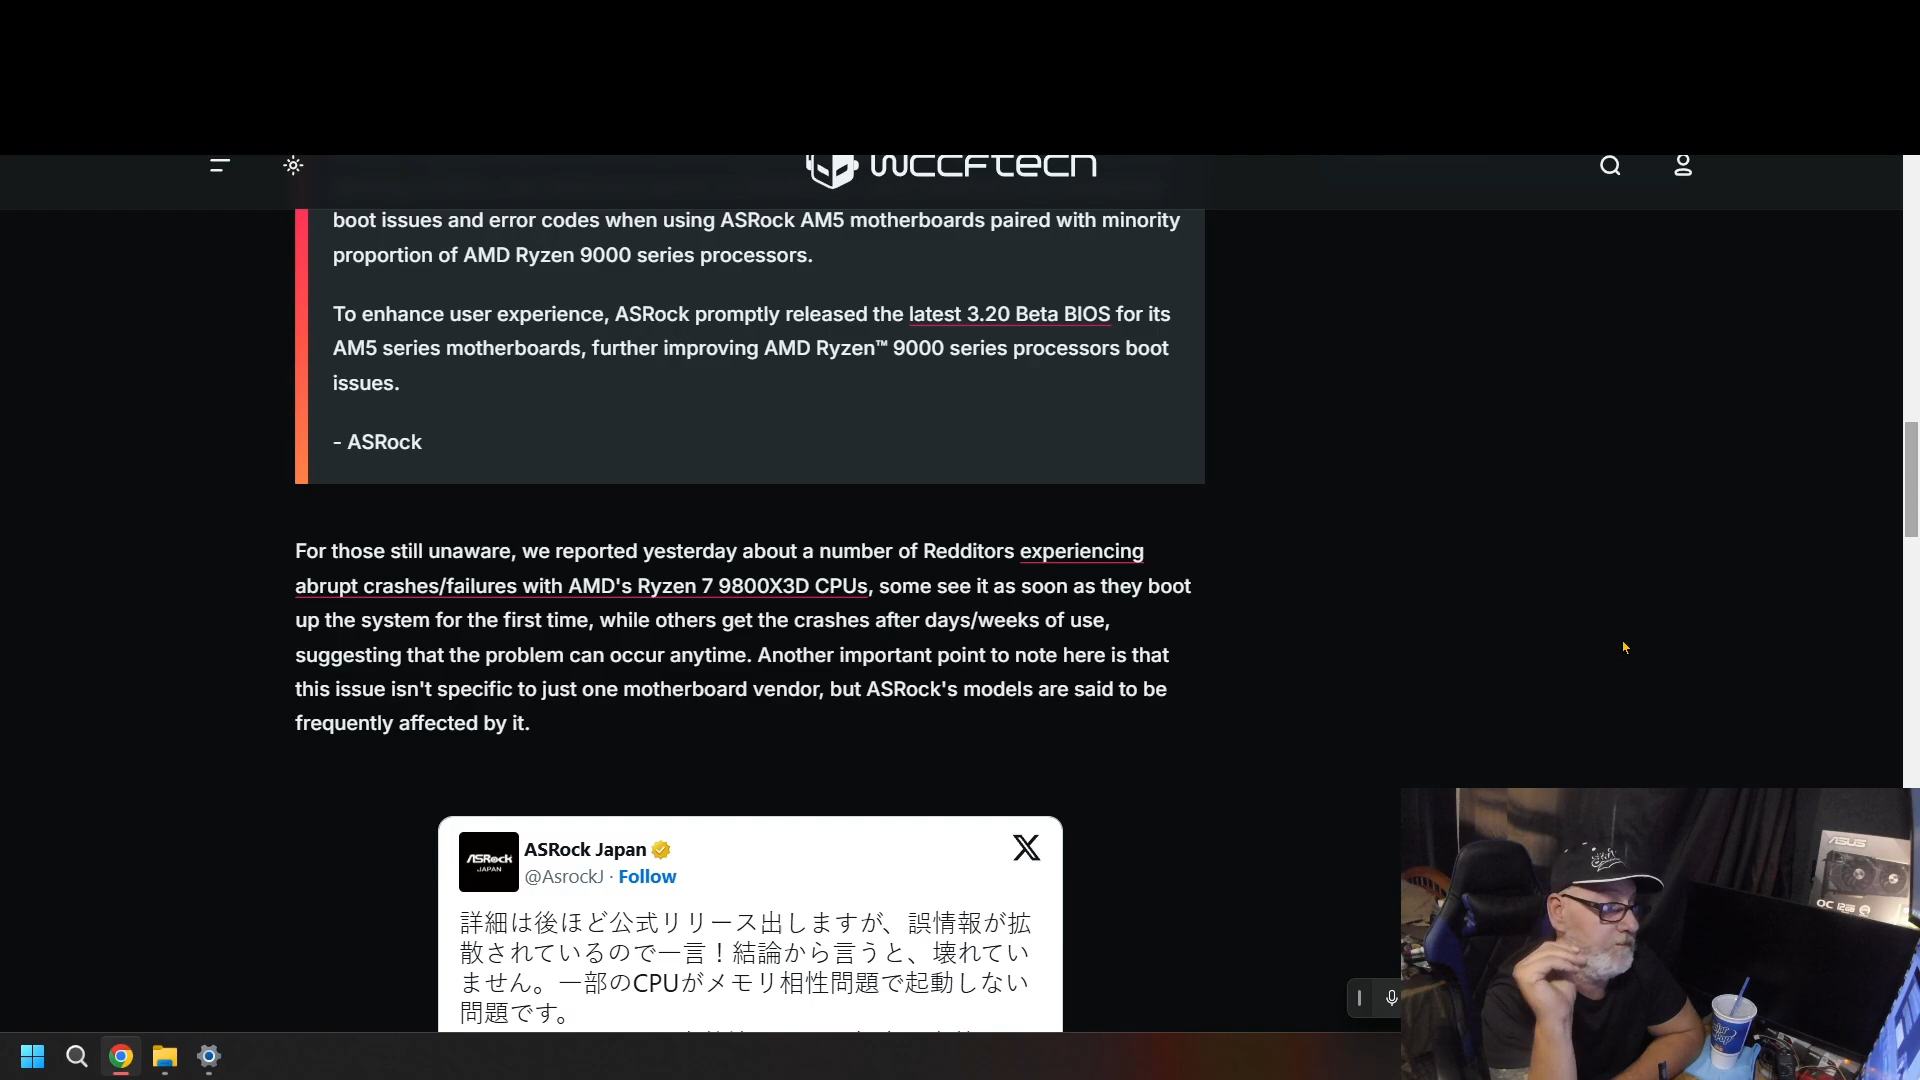 wccftech
boot issues and error codes when using ASRock AM5 motherboards paired with minority
proportion of AMD Ryzen 9000 series processors.
To enhance user experience, ASRock promptly released the latest 3.20 Beta BIOS for its
AM5 series motherboards, further improving AMD Ryzen™ 9000 series processors boot
issues.
- ASRock
For those still unaware, we reported yesterday about a number of Redditors experiencing
abrupt crashes/failures with AMD's Ryzen 7 9800X3D CPUs, some see it as soon as they boot
up the system for the first time, while others get the crashes after days/weeks of use,
suggesting that the problem can occur anytime. Another important point to note here is that
this issue isn't specific to just one motherboard vendor, but ASRock's models are said to be
frequently affected by it.
ASRock
JAPAN
ASRock Japan
@AsrockJ · Follow
詳細は後ほど公式リリース出しますが、誤情報が拡
散されているので一言！結論から言うと、壊れてい
ません。一部のCPUがメモリ相性問題で起動しない
問題です。
ASUS
OC 12GB